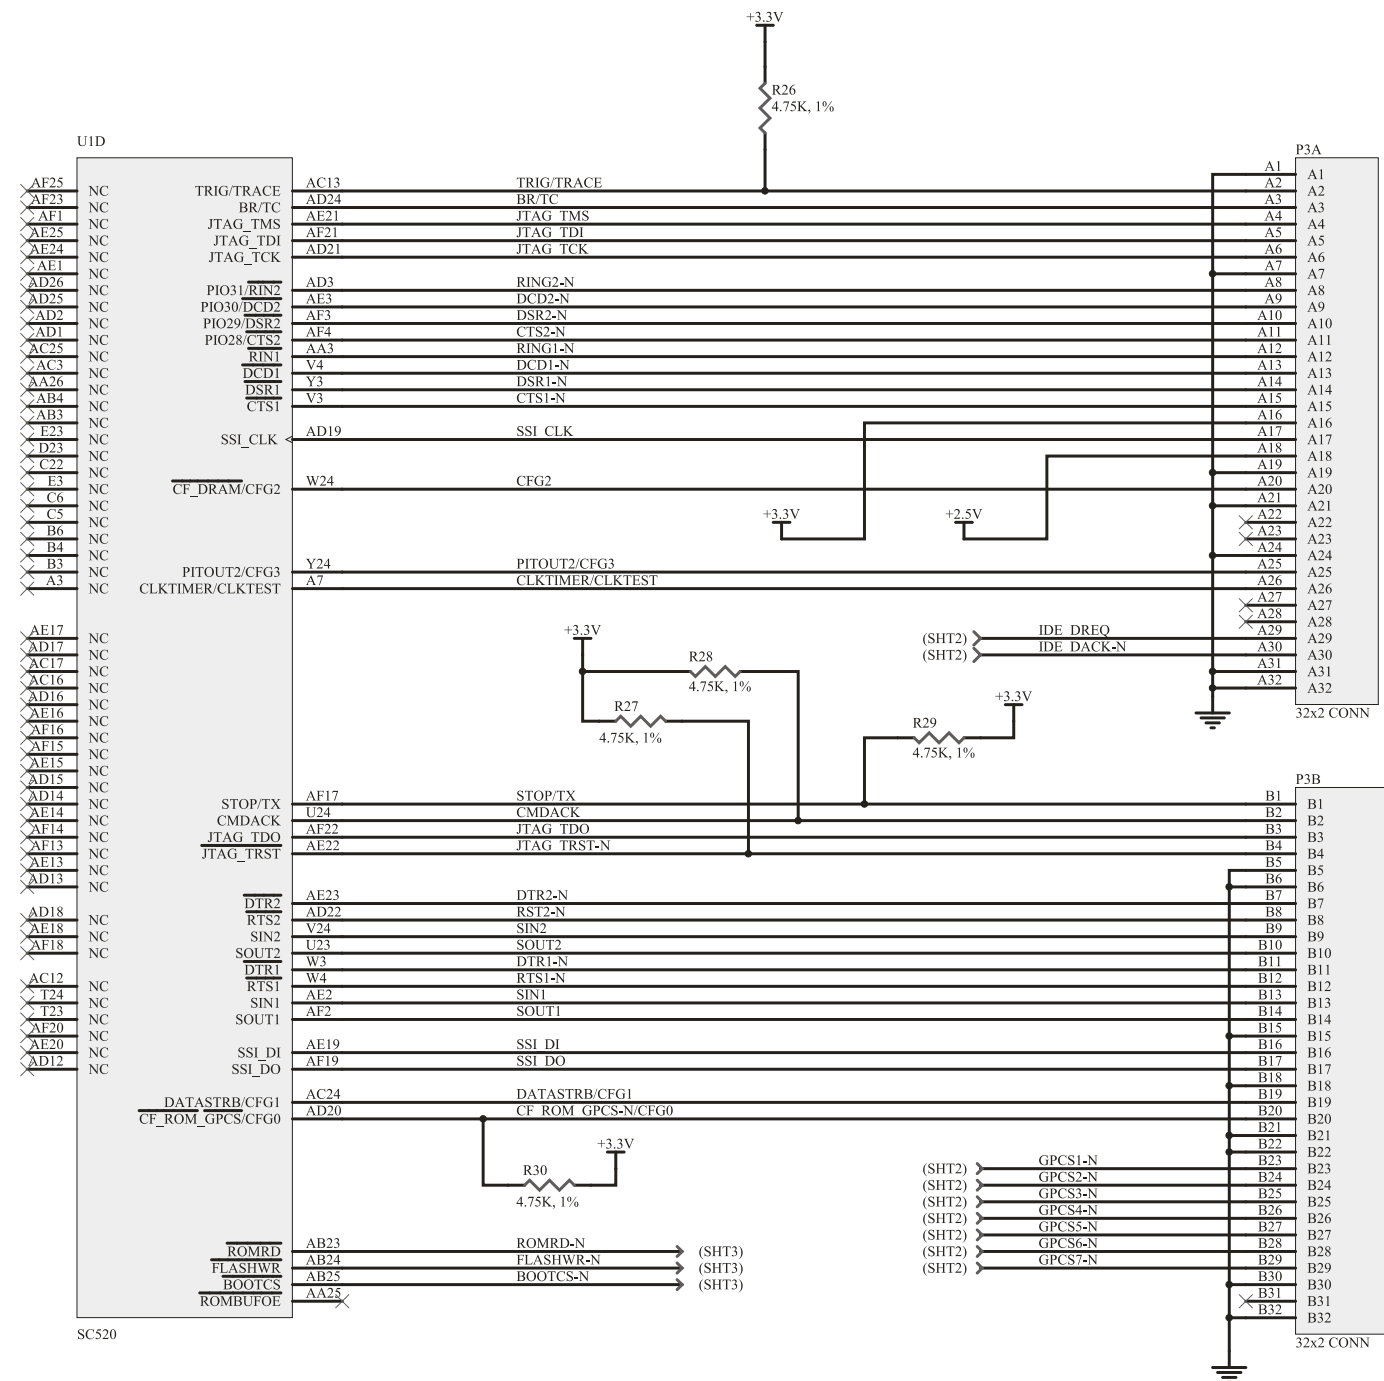 +3.3V
R26
4.75K, 1%
U1D
P3A
A1 A1
AF25 NC TRIG/TRACE AC13 TRIG/TRACE A2 A2
AF23 NC BR/TC AD24 BR/TC A3 A3
AF1 NC JTAG_TMS AE21 JTAG_TMS A4 A4
AE25 NC JTAG_TDI AF21 JTAG_TDI A5 A5
AE24 NC JTAG_TCK AD21 JTAG_TCK A6 A6
AE1 NC A7 A7
AD26 NC PIO31/RIN2 AD3 RING2-N A8 A8
AD25 NC PIO30/DCD2 AE3 DCD2-N A9 A9
AD2 NC PIO29/DSR2 AF3 DSR2-N A10 A10
AD1 NC PIO28/CTS2 AF4 CTS2-N A11 A11
AC25 NC RIN1 AA3 RING1-N A12 A12
AC3 NC DCD1 V4 DCD1-N A13 A13
AA26 NC DSR1 Y3 DSR1-N A14 A14
AB4 NC CTS1 V3 CTS1-N A15 A15
AB3 NC A16 A16
E23 NC SSI_CLK AD19 SSI_CLK A17 A17
D23 NC A18 A18
C22 NC A19 A19
E3 NC CF_DRAM/CFG2 W24 CFG2 A20 A20
C6 NC A21 A21
C5 NC +3.3V +2.5V A22 A22
B6 NC A23 A23
B4 NC A24 A24
B3 NC PITOUT2/CFG3 Y24 PITOUT2/CFG3 A25 A25
A3 NC CLKTIMER/CLKTEST A7 CLKTIMER/CLKTEST A26 A26
A27 A27
A28 A28
AE17 NC +3.3V (SHT2) IDE_DREQ A29 A29
AD17 NC (SHT2) IDE_DACK-N A30 A30
AC17 NC R28 A31 A31
AC16 NC 4.75K, 1% A32 A32
AD16 NC +3.3V
AE16 NC R27 R29 32x2 CONN
AF16 NC 4.75K, 1%
AF15 NC 4.75K, 1%
AE15 NC
AD15 NC P3B
AD14 NC STOP/TX AF17 STOP/TX B1 B1
AE14 NC CMDACK U24 CMDACK B2 B2
AF14 NC JTAG_TDO AF22 JTAG_TDO B3 B3
AF13 NC JTAG_TRST AE22 JTAG_TRST-N B4 B4
AE13 NC B5 B5
AD13 NC B6 B6
DTR2 AE23 DTR2-N B7 B7
AD18 NC RTS2 AD22 RST2-N B8 B8
AE18 NC SIN2 V24 SIN2 B9 B9
AF18 NC SOUT2 U23 SOUT2 B10 B10
DTR1 W3 DTR1-N B11 B11
AC12 NC RTS1 W4 RTS1-N B12 B12
T24 NC SIN1 AE2 SIN1 B13 B13
T23 NC SOUT1 AF2 SOUT1 B14 B14
AF20 NC B15 B15
AE20 NC SSI_DI AE19 SSI_DI B16 B16
AD12 NC SSI_DO AF19 SSI_DO B17 B17
B18 B18
DATASTRB/CFG1 AC24 DATASTRB/CFG1 B19 B19
CF_ROM_GPCS/CFG0 AD20 CF_ROM_GPCS-N/CFG0 B20 B20
B21 B21
+3.3V B22 B22
R30 (SHT2) GPCS1-N B23 B23
(SHT2) GPCS2-N B24 B24
4.75K, 1% (SHT2) GPCS3-N B25 B25
(SHT2) GPCS4-N B26 B26
(SHT2) GPCS5-N B27 B27
ROMRD AB23 ROMRD-N (SHT3) (SHT2) GPCS6-N B28 B28
FLASHWR AB24 FLASHWR-N (SHT3) (SHT2) GPCS7-N B29 B29
BOOTCS AB25 BOOTCS-N (SHT3) B30 B30
ROMBUFOE AA25 B31 B31
B32 B32
SC520
32x2 CONN